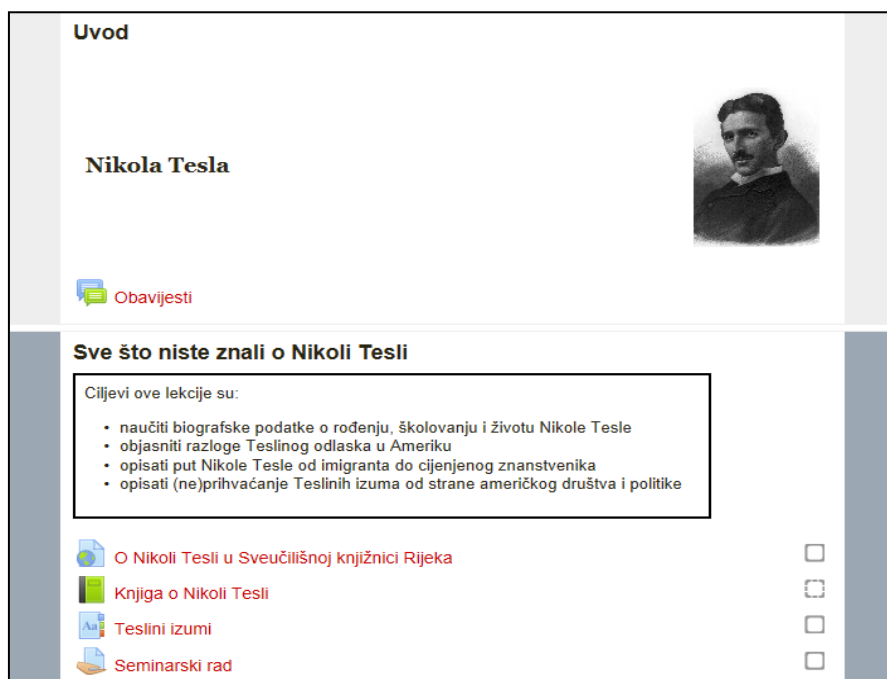 Uvod
Nikola Tesla
Obavijesti
Sve što niste znali o Nikoli Tesli
Ciljevi ove lekcije su:
• naučiti biografske podatke o rođenju, školovanju i životu Nikole Tesle
• objasniti razloge Teslinog odlaska u Ameriku
• opisati put Nikole Tesle od imigranta do cijenjenog znanstvenika
• opisati (ne)prihvaćanje Teslinih izuma od strane američkog društva i politike
O Nikoli Tesli u Sveučilišnoj knjižnici Rijeka
Knjiga o Nikoli Tesli
Aa Teslini izumi
Seminarski rad